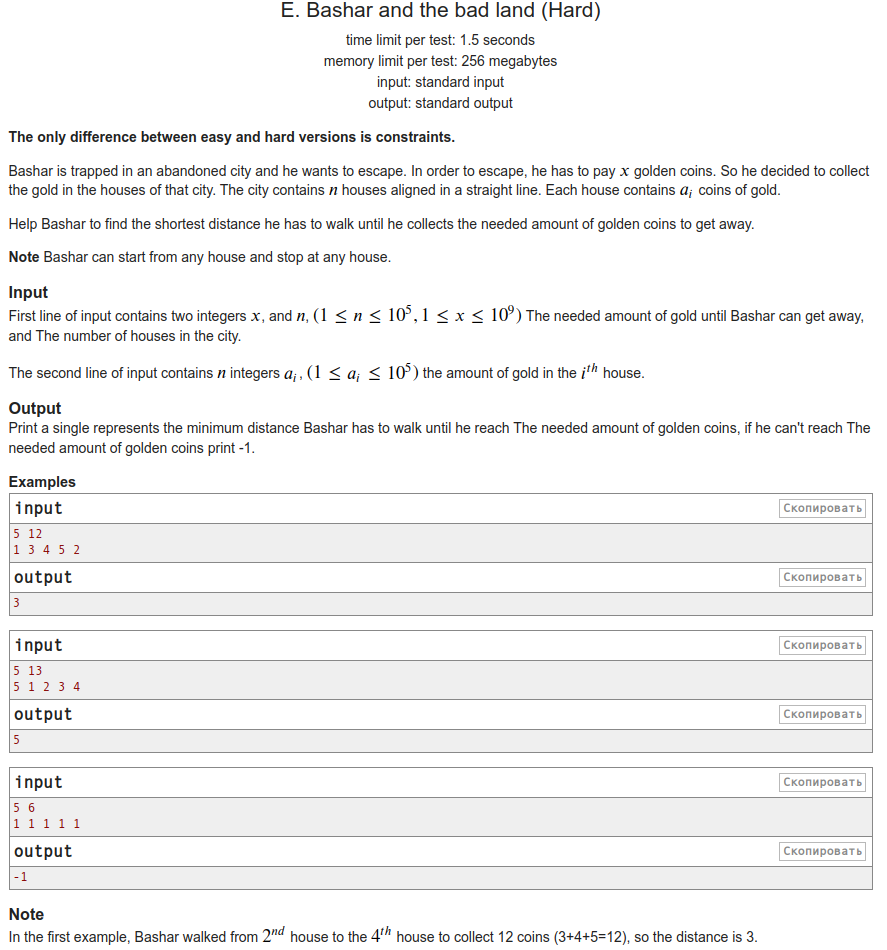 E. Bashar and the bad land (Hard)
time limit per test: 1.5 seconds
memory limit per test: 256 megabytes
input: standard input
output: standard output
The only difference between easy and hard versions is constraints.
Bashar is trapped in an abandoned city and he wants to escape. In order to escape, he has to pay x golden coins. So he decided to collect
the gold in the houses of that city. The city contains n houses aligned in a straight line. Each house contains a_i coins of gold.
Help Bashar to find the shortest distance he has to walk until he collects the needed amount of golden coins to get away.
Note Bashar can start from any house and stop at any house.
Input
First line of input contains two integers x, and n, (1 ≤ n ≤ 10^5, 1 ≤ x ≤ 10^9) The needed amount of gold until Bashar can get away,
and The number of houses in the city.
The second line of input contains n integers a_i, (1 ≤ a_i ≤ 10^5) the amount of gold in the i^th house.
Output
Print a single represents the minimum distance Bashar has to walk until he reach The needed amount of golden coins, if he can't reach The
needed amount of golden coins print -1.
Examples
input Скопировать
5 12
1 3 4 5 2
output Скопировать
3
input Скопировать
5 13
5 1 2 3 4
output Скопировать
5
input Скопировать
5 6
1 1 1 1 1
output Скопировать
-1
Note
In the first example, Bashar walked from 2^nd house to the 4^th house to collect 12 coins (3+4+5=12), so the distance is 3.